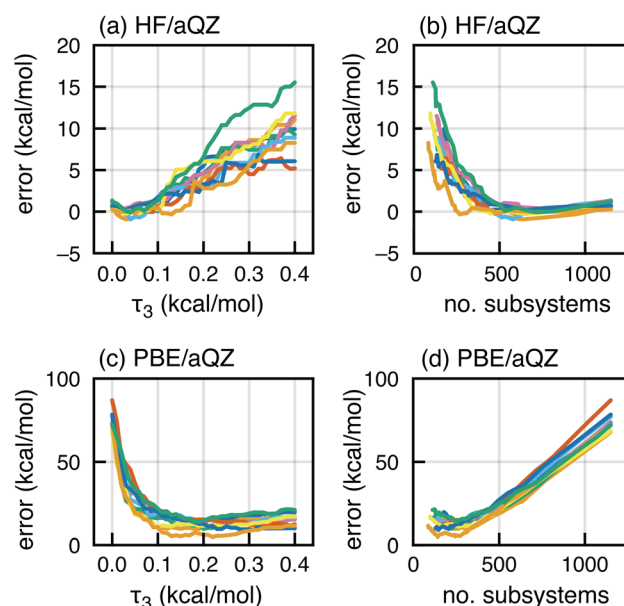 (a) HF/aQZ
(b) HF/aQZ
error (kcal/mol)
20
15
10
5
0
−5
0.0 0.1 0.2 0.3 0.4
τ₃ (kcal/mol)
error (kcal/mol)
20
15
10
5
0
−5
500 1000
no. subsystems
(c) PBE/aQZ
(d) PBE/aQZ
error (kcal/mol)
100
50
0
0.0 0.1 0.2 0.3 0.4
τ₃ (kcal/mol)
error (kcal/mol)
100
50
0
0 500 1000
no. subsystems